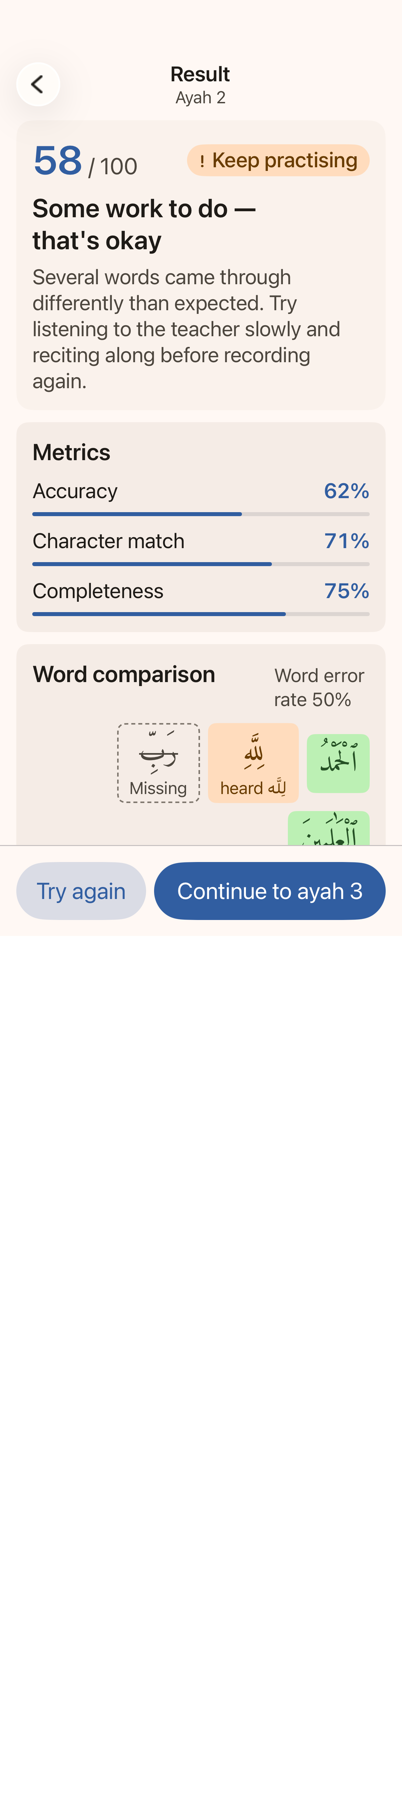 Result
Ayah 2
58 / 100
! Keep practising
Some work to do —
that's okay
Several words came through
differently than expected. Try
listening to the teacher slowly and
reciting along before recording
again.
Metrics
Accuracy 62%
Character match 71%
Completeness 75%
Word comparison
Word error
rate 50%
ٱلْحَمْدُ
لِلَّهِ
heard لِلَّه
رَبِّ
Missing
ٱلْعَٰلَمِينَ
Try again
Continue to ayah 3